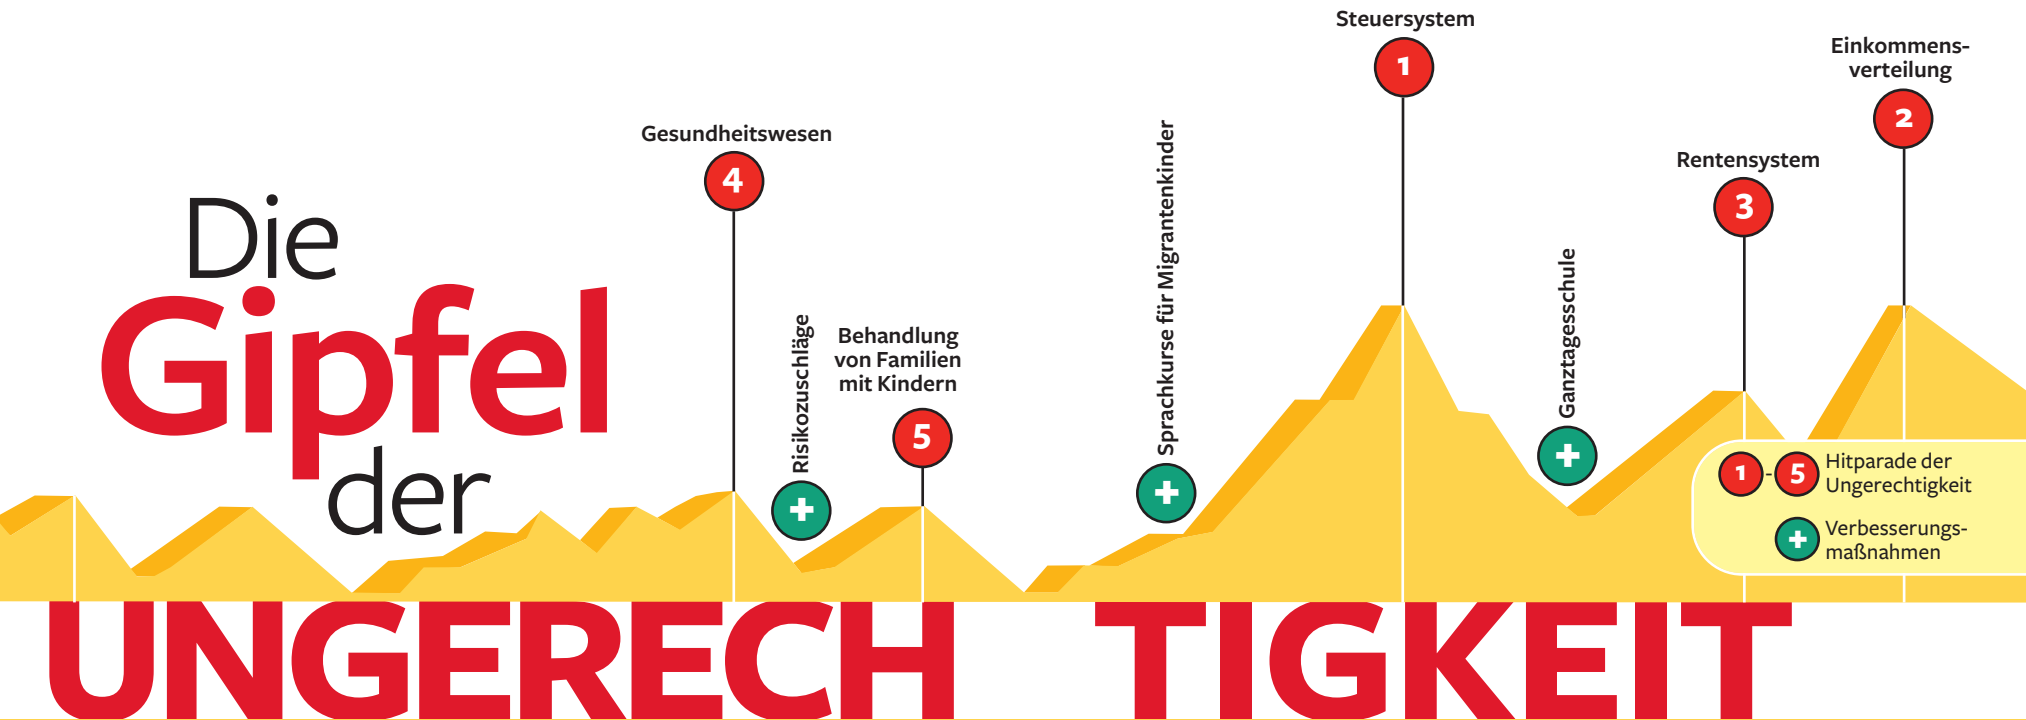 Die
Gipfel
der
UNGERECH TIGKEIT
Gesundheitswesen
4
Risikozuschläge
+
Behandlung
von Familien
mit Kindern
5
Sprachkurse für Migrantenkinder
+
Steuersystem
1
Ganztagesschule
+
Rentensystem
3
Einkommens-
verteilung
2
1 - 5 Hitparade der
Ungerechtigkeit
+ Verbesserungs-
maßnahmen